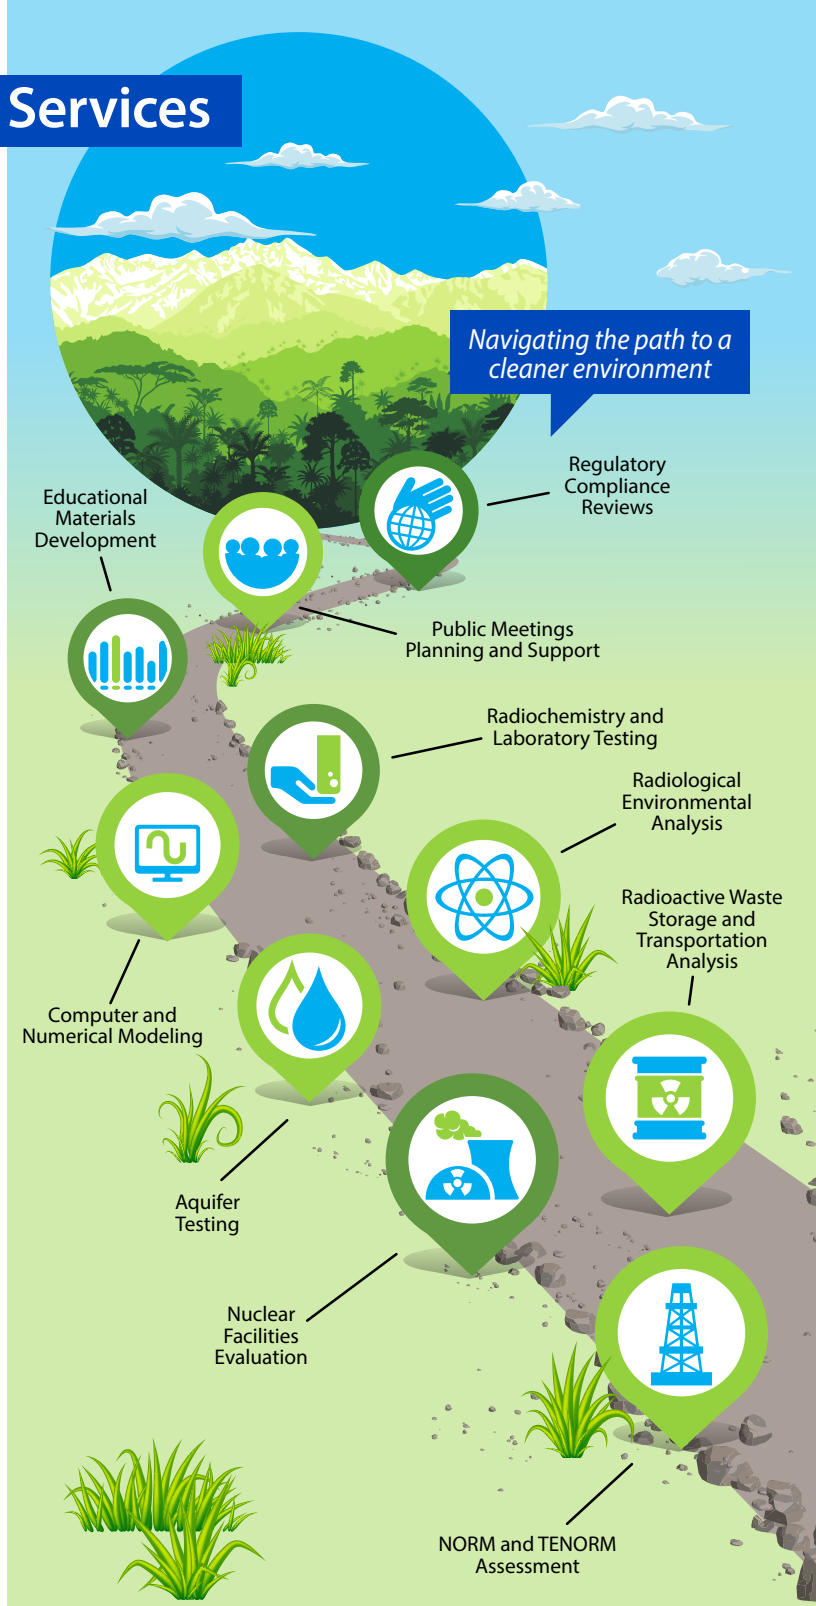 Services
Navigating the path to a
cleaner environment
Regulatory
Compliance
Reviews
Educational
Materials
Development
Public Meetings
Planning and Support
Radiochemistry and
Laboratory Testing
Radiological
Environmental
Analysis
Radioactive Waste
Storage and
Transportation
Analysis
Computer and
Numerical Modeling
Aquifer
Testing
Nuclear
Facilities
Evaluation
NORM and TENORM
Assessment